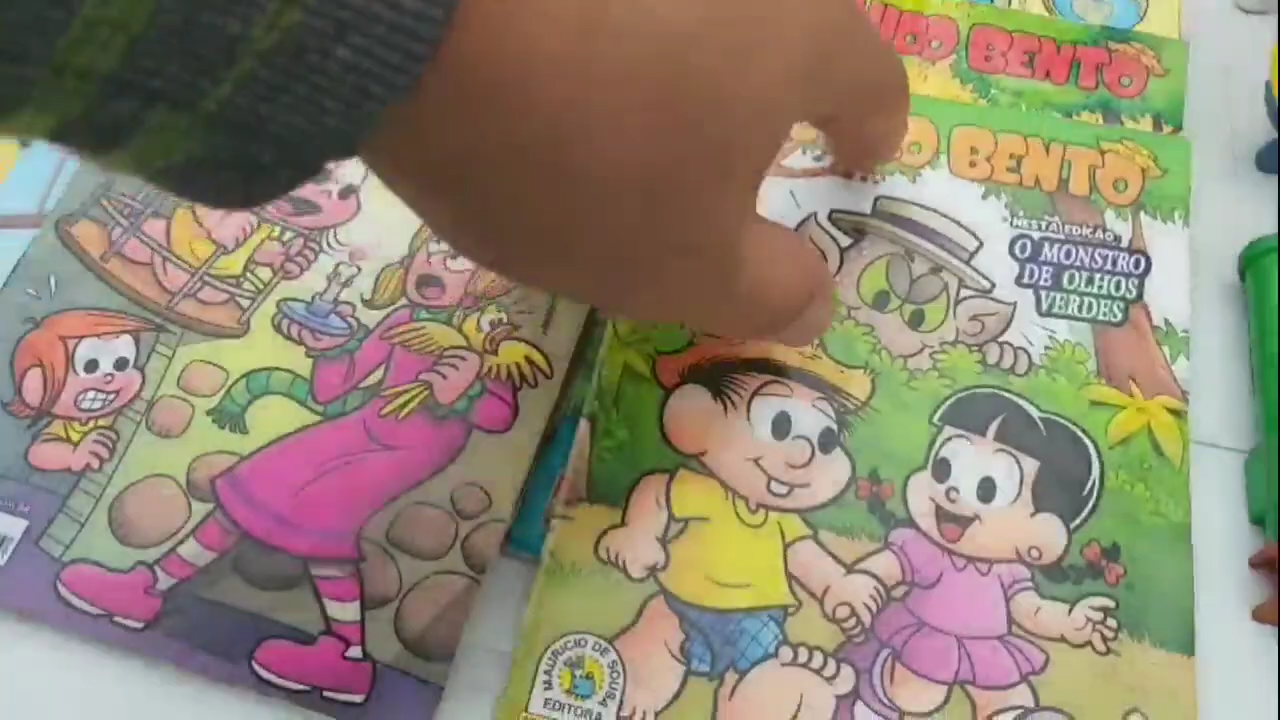 BENTO
BENTO
NESTA EDIÇÃO:
O MONSTRO
DE OLHOS
VERDES
MAURICIO DE SOUSA
EDITORA